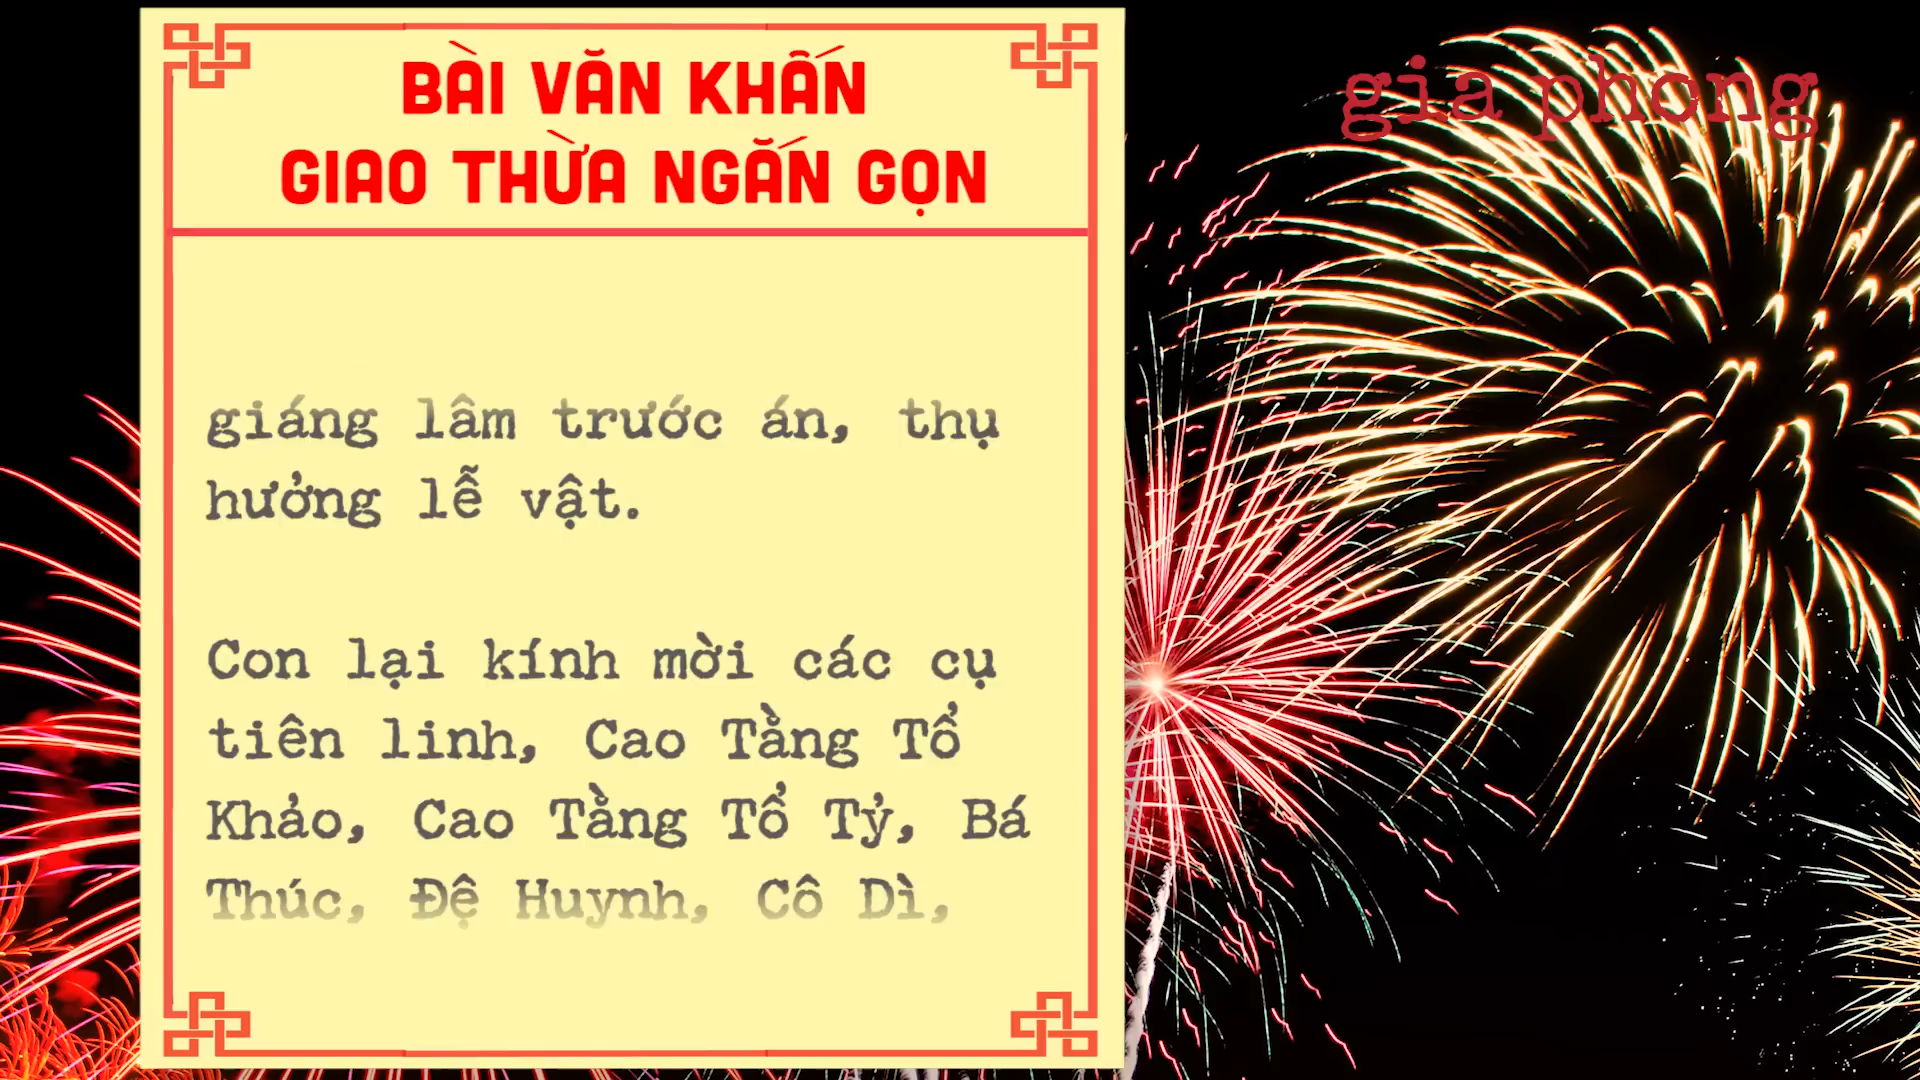 BÀI VĂN KHẤN
GIAO THỪA NGẮN GỌN
gia phong
giáng lâm trước án, thụ
hưởng lễ vật.
Con lại kính mời các cụ
tiên linh, Cao Tằng Tổ
Khảo, Cao Tằng Tổ Tỷ, Bá
Thúc, Đệ Huynh, Cô Dì,